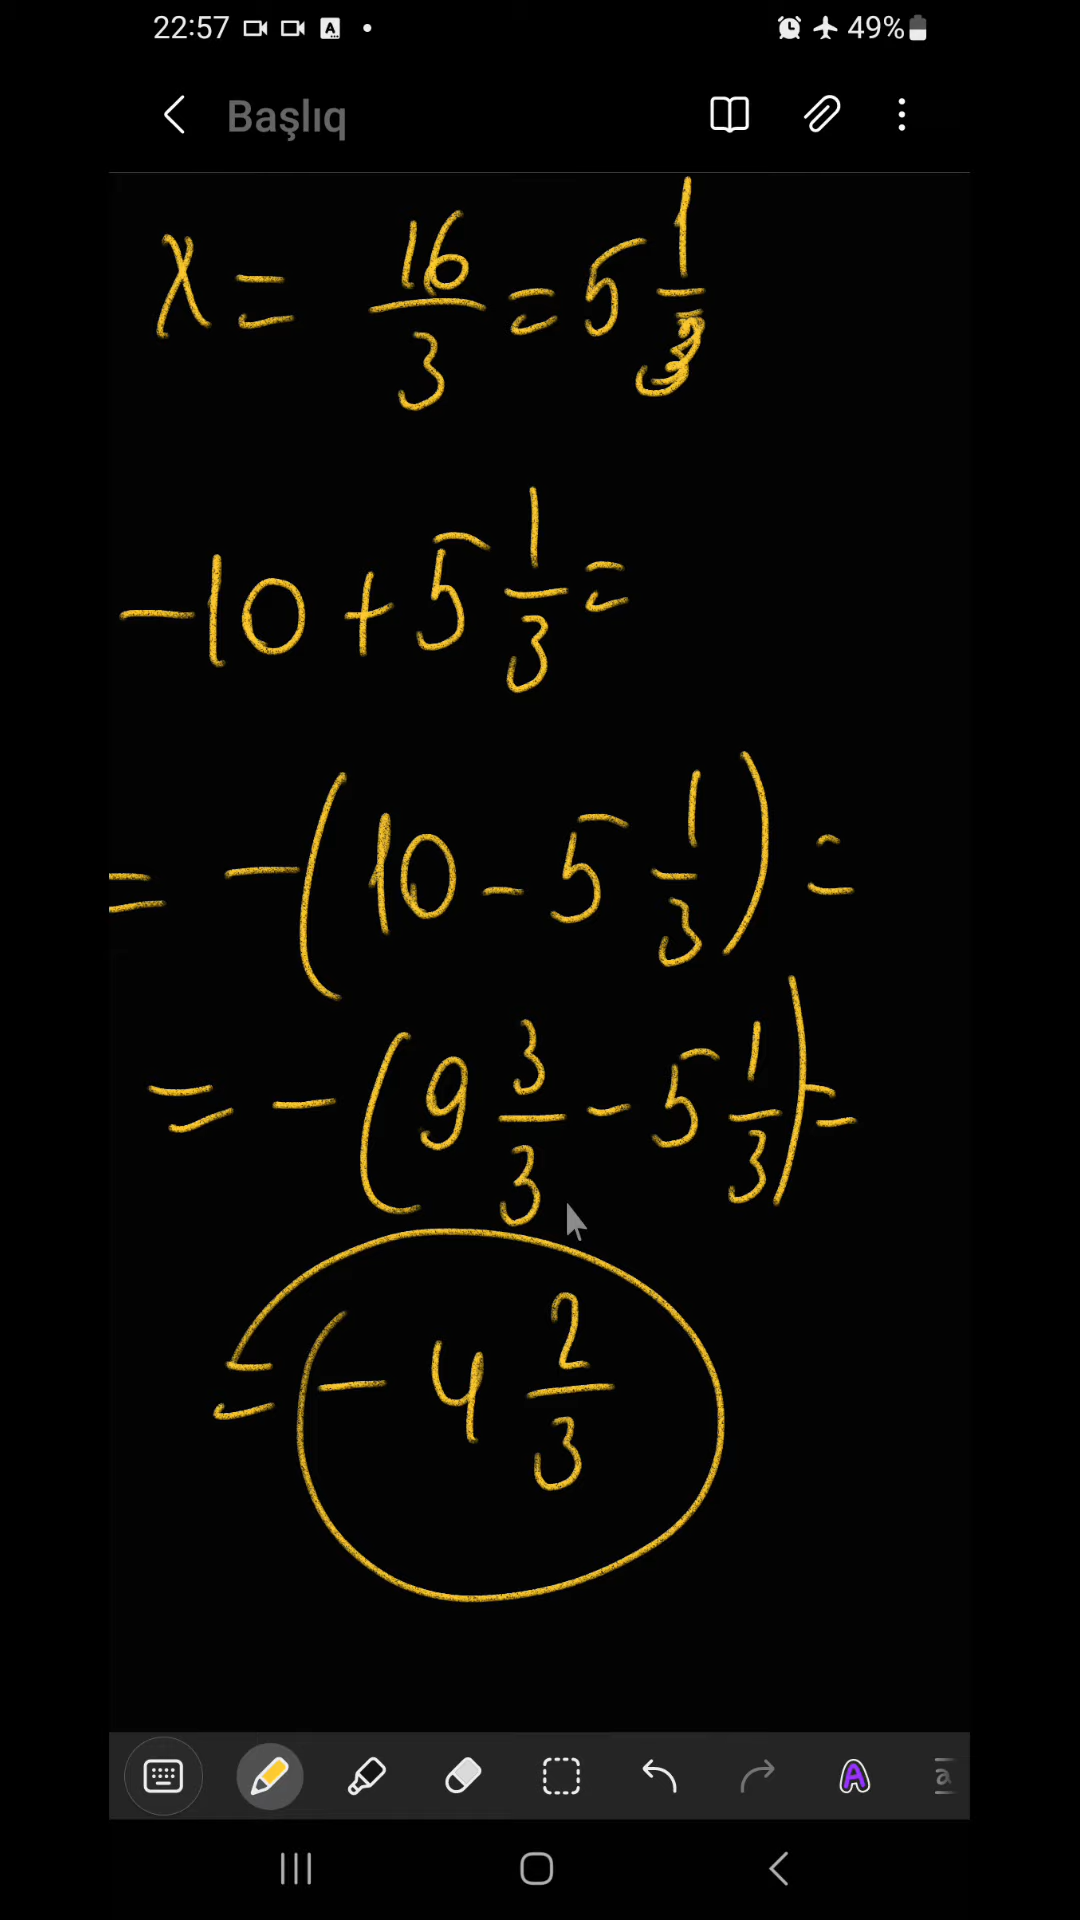 22:57 49%
Başlıq
x = 16/3 = 5 1/3
-10 + 5 1/3 =
= -(10 - 5 1/3) =
= -(9 3/3 - 5 1/3) =
= -4 2/3
A a